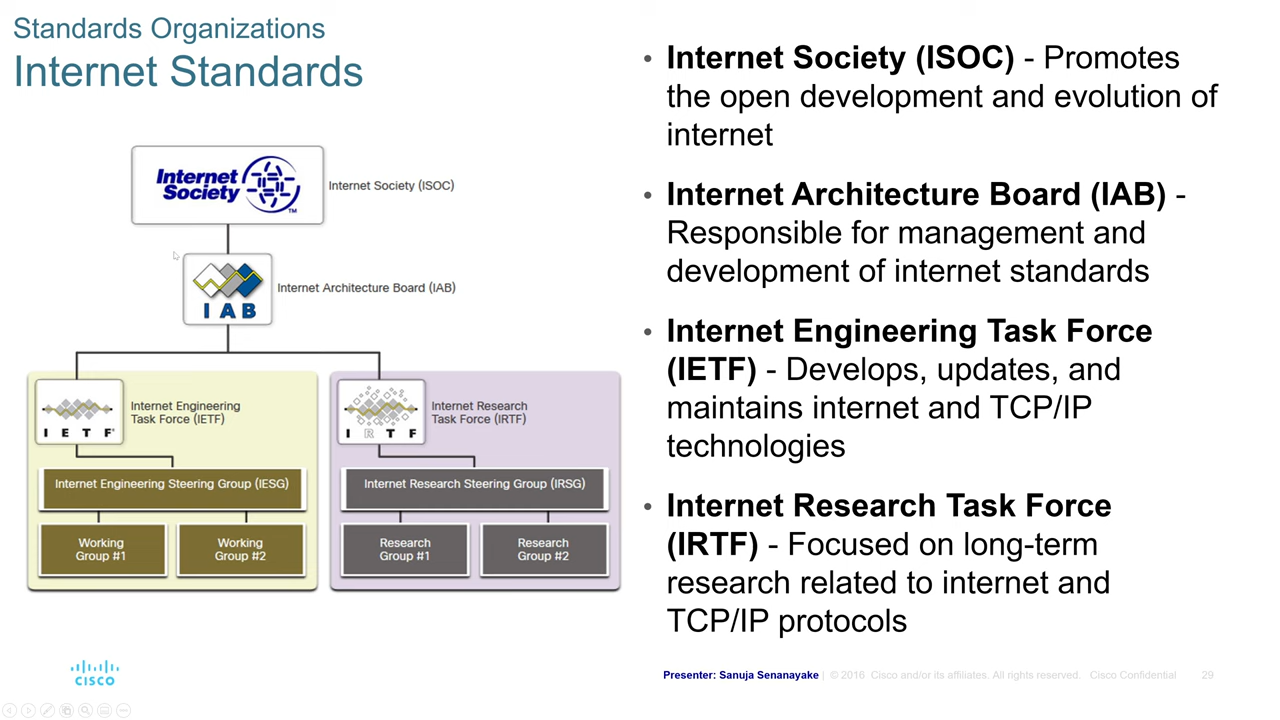 Standards Organizations
Internet Standards
Internet
Society
TM
Internet Society (ISOC)
I A B
Internet Architecture Board (IAB)
I E T F®
Internet Engineering
Task Force (IETF)
I R T F
Internet Research
Task Force (IRTF)
Internet Engineering Steering Group (IESG)
Internet Research Steering Group (IRSG)
Working
Group #1
Working
Group #2
Research
Group #1
Research
Group #2
• Internet Society (ISOC) - Promotes
the open development and evolution of
internet
• Internet Architecture Board (IAB) -
Responsible for management and
development of internet standards
• Internet Engineering Task Force
(IETF) - Develops, updates, and
maintains internet and TCP/IP
technologies
• Internet Research Task Force
(IRTF) - Focused on long-term
research related to internet and
TCP/IP protocols
CISCO
Presenter: Sanuja Senanayake | © 2016 Cisco and/or its affiliates. All rights reserved. Cisco Confidential 29